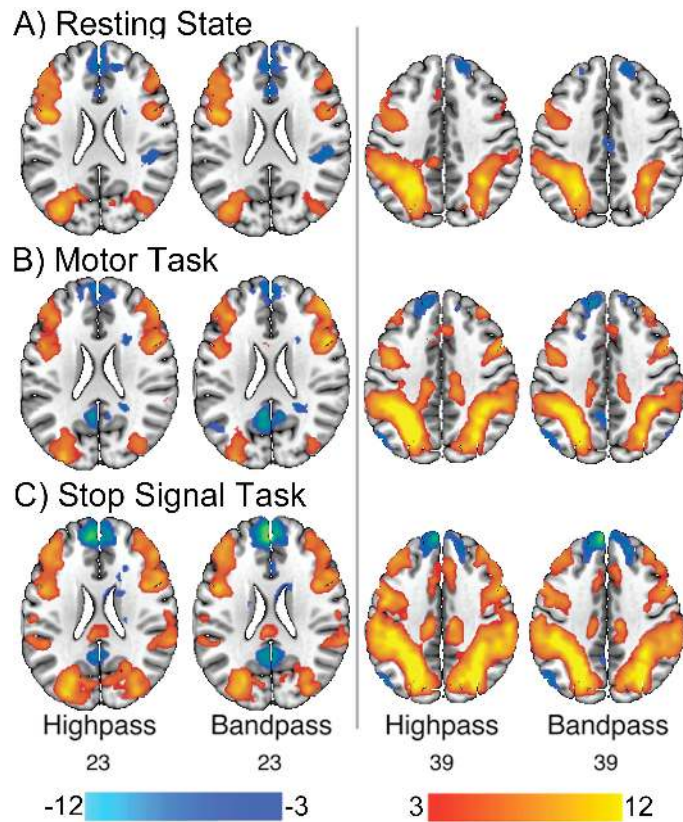 A) Resting State
B) Motor Task
C) Stop Signal Task
Highpass Bandpass Highpass Bandpass
23 23 39 39
-12 -3 3 12